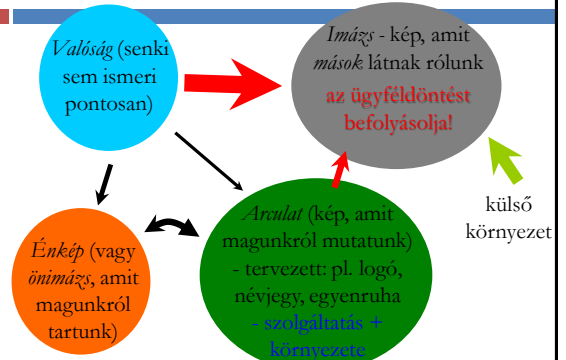 Valóság (senki
sem ismeri
pontosan)
Imázs - kép, amit
mások látnak rólunk
az ügyféldöntést
befolyásolja!
Énkép (vagy
önimázs, amit
magunkról
tartunk)
Arculat (kép, amit
magunkról mutatunk)
- tervezett: pl. logó,
névjegy, egyenruha
- szolgáltatás +
környezete
külső
környezet